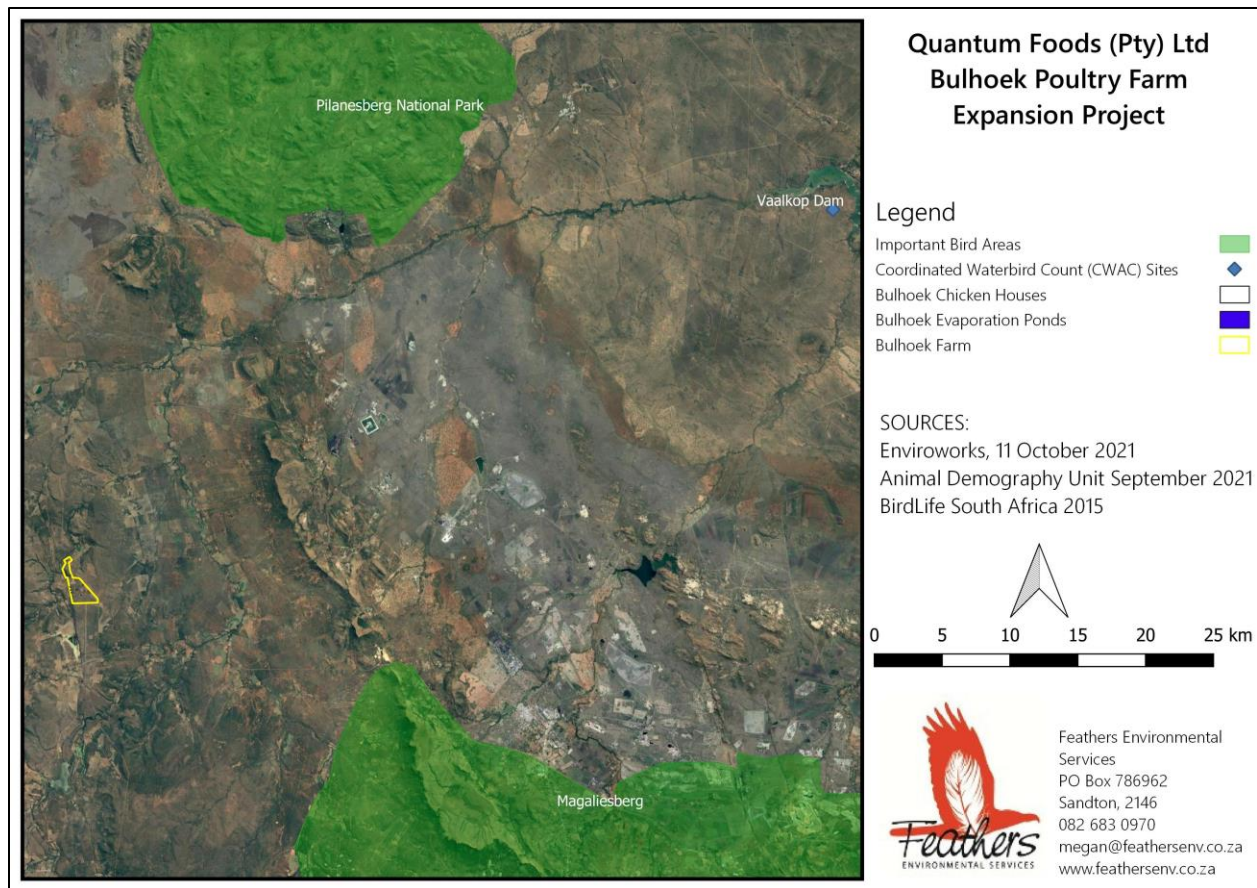 Quantum Foods (Pty) Ltd
Bulhoek Poultry Farm
Expansion Project
Pilanesberg National Park
Vaalkop Dam
Magaliesberg
Legend
Important Bird Areas
Coordinated Waterbird Count (CWAC) Sites
Bulhoek Chicken Houses
Bulhoek Evaporation Ponds
Bulhoek Farm
SOURCES:
Enviroworks, 11 October 2021
Animal Demography Unit September 2021
BirdLife South Africa 2015
0 5 10 15 20 25 km
Feathers
ENVIRONMENTAL SERVICES
Feathers Environmental
Services
PO Box 786962
Sandton, 2146
082 683 0970
megan@feathersenv.co.za
www.feathersenv.co.za